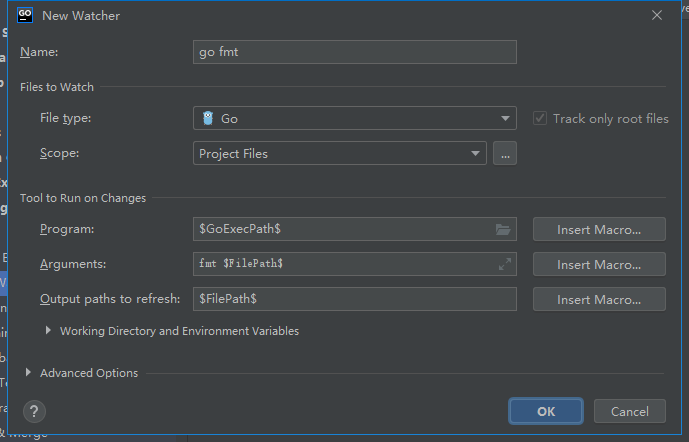 GO New Watcher
Name: go fmt
Files to Watch
File type: Go Track only root files
Scope: Project Files ...
Tool to Run on Changes
Program: $GoExecPath$ Insert Macro...
Arguments: fmt $FilePath$ Insert Macro...
Output paths to refresh: $FilePath$ Insert Macro...
Working Directory and Environment Variables
Advanced Options
? OK Cancel
& Merge